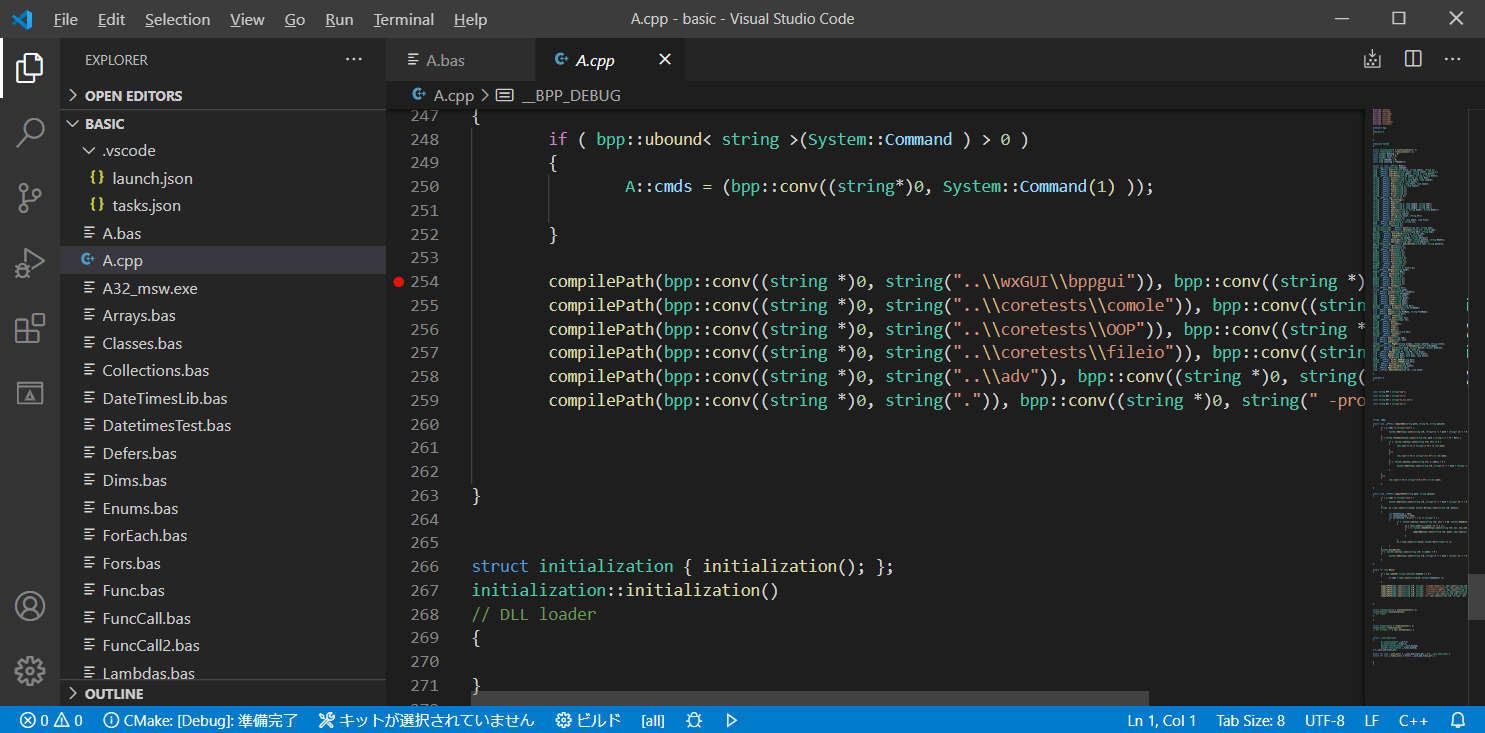 File Edit Selection View Go Run Terminal Help
A.cpp - basic - Visual Studio Code
EXPLORER
OPEN EDITORS
BASIC
.vscode
{} launch.json
{} tasks.json
A.bas
A.cpp
A32_msw.exe
Arrays.bas
Classes.bas
Collections.bas
DateTimesLib.bas
DatetimesTest.bas
Defers.bas
Dims.bas
Enums.bas
ForEach.bas
Fors.bas
Func.bas
FuncCall.bas
FuncCall2.bas
Lambdas.bas
OUTLINE
A.bas
A.cpp
A.cpp > __BPP_DEBUG
247 {
248 if ( bpp::ubound< string >(System::Command ) > 0 )
249 {
250 A::cmds = (bpp::conv((string*)0, System::Command(1) ));
251
252 }
253
254 compilePath(bpp::conv((string *)0, string("..\\wxGUI\\bppgui")), bpp::conv((string *)
255 compilePath(bpp::conv((string *)0, string("..\\coretests\\comole")), bpp::conv((strin
256 compilePath(bpp::conv((string *)0, string("..\\coretests\\OOP")), bpp::conv((string *
257 compilePath(bpp::conv((string *)0, string("..\\coretests\\fileio")), bpp::conv((strin
258 compilePath(bpp::conv((string *)0, string("..\\adv")), bpp::conv((string *)0, string(
259 compilePath(bpp::conv((string *)0, string(".")), bpp::conv((string *)0, string(" -pro
260
261
262
263 }
264
265
266 struct initialization { initialization(); };
267 initialization::initialization()
268 // DLL loader
269 {
270
271 }
0 0 CMake: [Debug]: 準備完了 キットが選択されていません ビルド [all]
Ln 1, Col 1 Tab Size: 8 UTF-8 LF C++